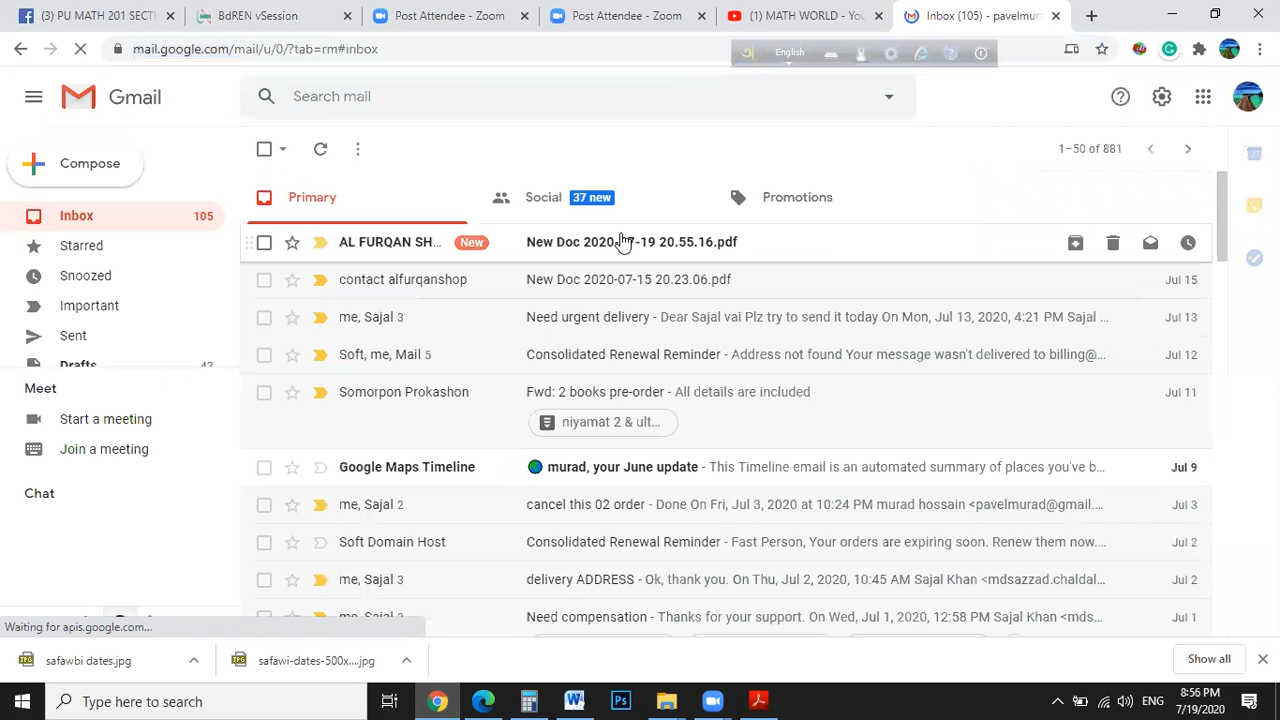 (3) PU MATH 201 SECTI
BdREN vSession
Post Attendee - Zoom
Post Attendee - Zoom
(1) MATH WORLD - You
Inbox (105) - pavelmu
mail.google.com/mail/u/0/?tab=rm#inbox
English
Gmail
Search mail
Compose
1–50 of 881
Primary
Social 37 new
Promotions
Inbox 105
Starred
Snoozed
Important
Sent
Drafts 43
Meet
Start a meeting
Join a meeting
Chat
AL FURQAN SH... New New Doc 2020-07-19 20.55.16.pdf
contact alfurqanshop New Doc 2020-07-15 20.23.06.pdf Jul 15
me, Sajal 3 Need urgent delivery - Dear Sajal vai Plz try to send it today On Mon, Jul 13, 2020, 4:21 PM Sajal ... Jul 13
Soft, me, Mail 5 Consolidated Renewal Reminder - Address not found Your message wasn't delivered to billing@... Jul 12
Somorpon Prokashon Fwd: 2 books pre-order - All details are included Jul 11
niyamat 2 & ult...
Google Maps Timeline murad, your June update - This Timeline email is an automated summary of places you've b... Jul 9
me, Sajal 2 cancel this 02 order - Done On Fri, Jul 3, 2020 at 10:24 PM murad hossain <pavelmurad@gmail.... Jul 3
Soft Domain Host Consolidated Renewal Reminder - Fast Person, Your orders are expiring soon. Renew them now.... Jul 2
me, Sajal 3 delivery ADDRESS - Ok, thank you. On Thu, Jul 2, 2020, 10:45 AM Sajal Khan <mdsazzad.chaldal... Jul 2
me, Sajal 3 Need compensation - Thanks for your support. On Wed, Jul 1, 2020, 12:58 PM Sajal Khan <mds... Jul 1
Waiting for apis.google.com...
safawbi dates.jpg
safawi-dates-500x....jpg
Show all
Type here to search
ENG
8:56 PM
7/19/2020